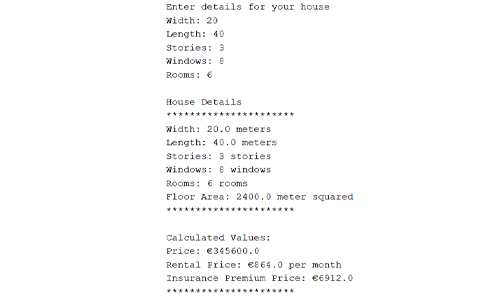 Enter details for your house
Width: 20
Length: 40
Stories: 3
Windows: 8
Rooms: 6
House Details
**********************
Width: 20.0 meters
Length: 40.0 meters
Stories: 3 stories
Windows: 8 windows
Rooms: 6 rooms
Floor Area: 2400.0 meter squared
**********************
Calculated Values:
Price: €345600.0
Rental Price: €864.0 per month
Insurance Premium Price: €6912.0
**********************